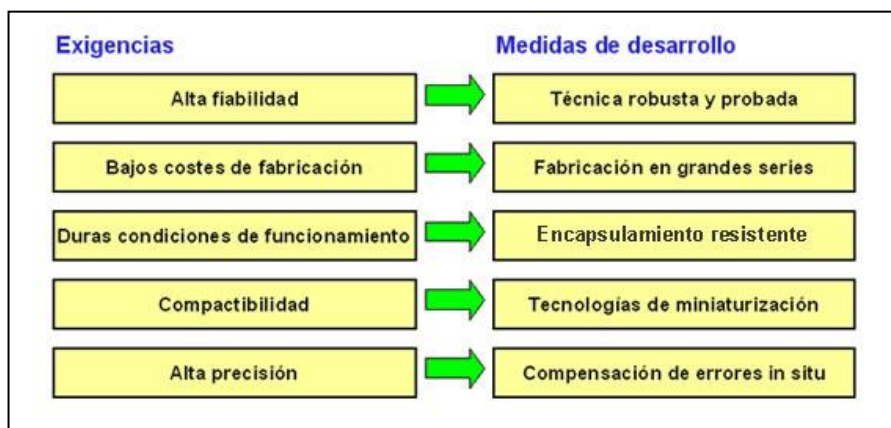 Exigencias Medidas de desarrollo
Alta fiabilidad Técnica robusta y probada
Bajos costes de fabricación Fabricación en grandes series
Duras condiciones de funcionamiento Encapsulamiento resistente
Compactibilidad Tecnologías de miniaturización
Alta precisión Compensación de errores in situ